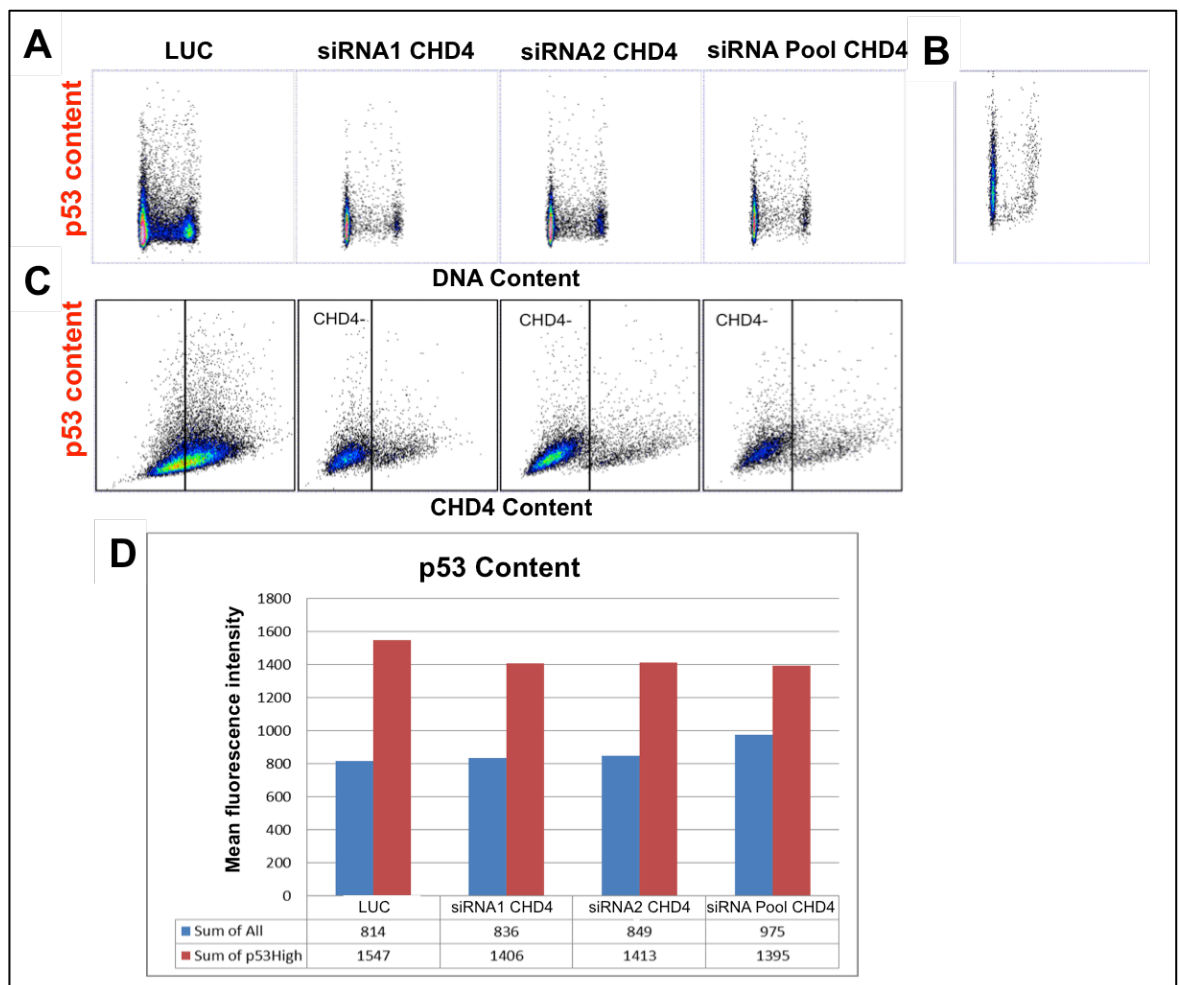 A
LUC
siRNA1 CHD4
siRNA2 CHD4
siRNA Pool CHD4
B
p53 content
DNA Content
C
p53 content
CHD4-
CHD4-
CHD4-
CHD4 Content
D
p53 Content
Mean fluorescence intensity
1800
1600
1400
1200
1000
800
600
400
200
0
LUC siRNA1 CHD4 siRNA2 CHD4 siRNA Pool CHD4
Sum of All 814 836 849 975
Sum of p53High 1547 1406 1413 1395